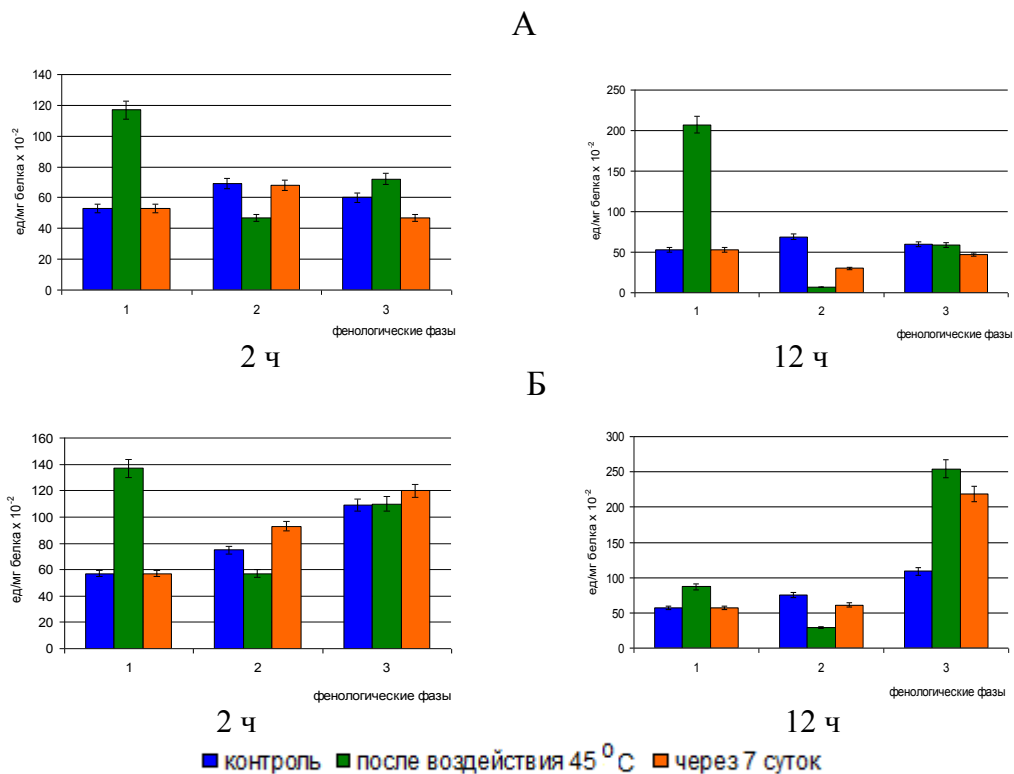 А
ед/мг белка х 10⁻²
140
120
100
80
60
40
20
0
1 2 3
фенологические фазы
2 ч
ед/мг белка х 10⁻²
250
200
150
100
50
0
1 2 3
фенологические фазы
12 ч
Б
ед/мг белка х 10⁻²
160
140
120
100
80
60
40
20
0
1 2 3
фенологические фазы
2 ч
ед/мг белка х 10⁻²
300
250
200
150
100
50
0
1 2 3
фенологические фазы
12 ч
контроль после воздействия 45 ⁰ С через 7 суток